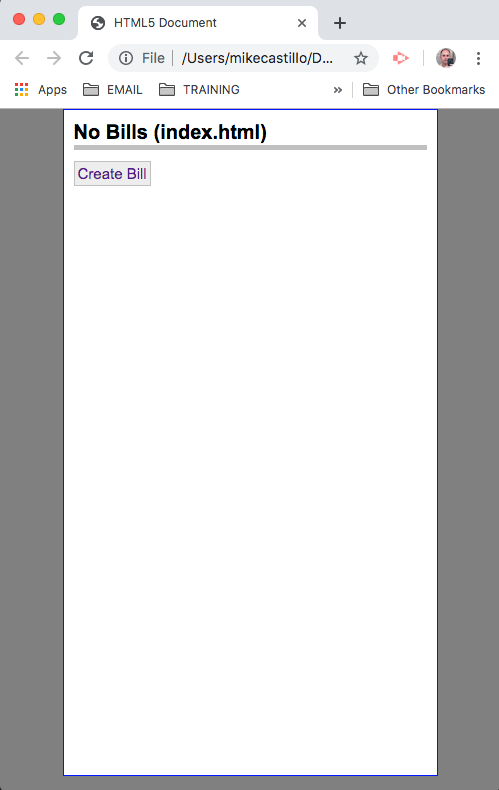 HTML5 Document
File | /Users/mikecastillo/D...
Apps EMAIL TRAINING » Other Bookmarks
No Bills (index.html)
Create Bill